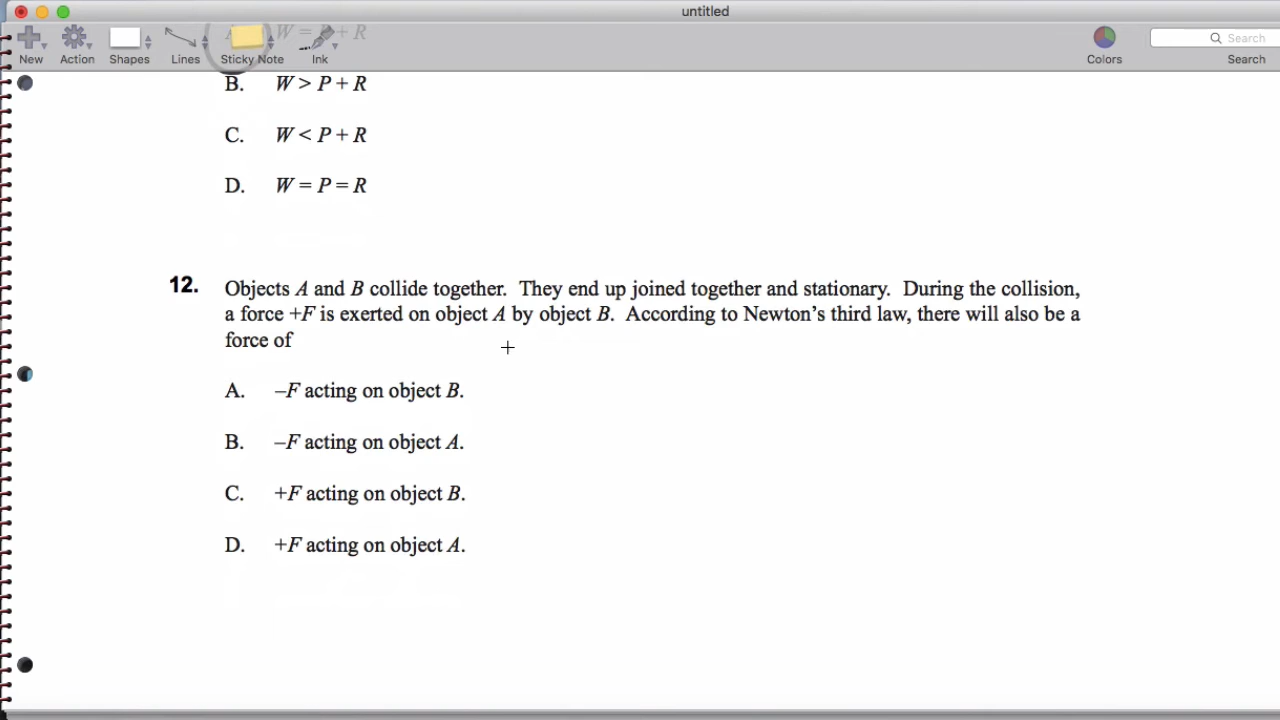 untitled
A. W = P + R
New Action Shapes Lines Sticky Note Ink Colors Search
Search
B. W > P + R
C. W < P + R
D. W = P = R
12. Objects A and B collide together. They end up joined together and stationary. During the collision,
a force +F is exerted on object A by object B. According to Newton's third law, there will also be a
force of
A. –F acting on object B.
B. –F acting on object A.
C. +F acting on object B.
D. +F acting on object A.